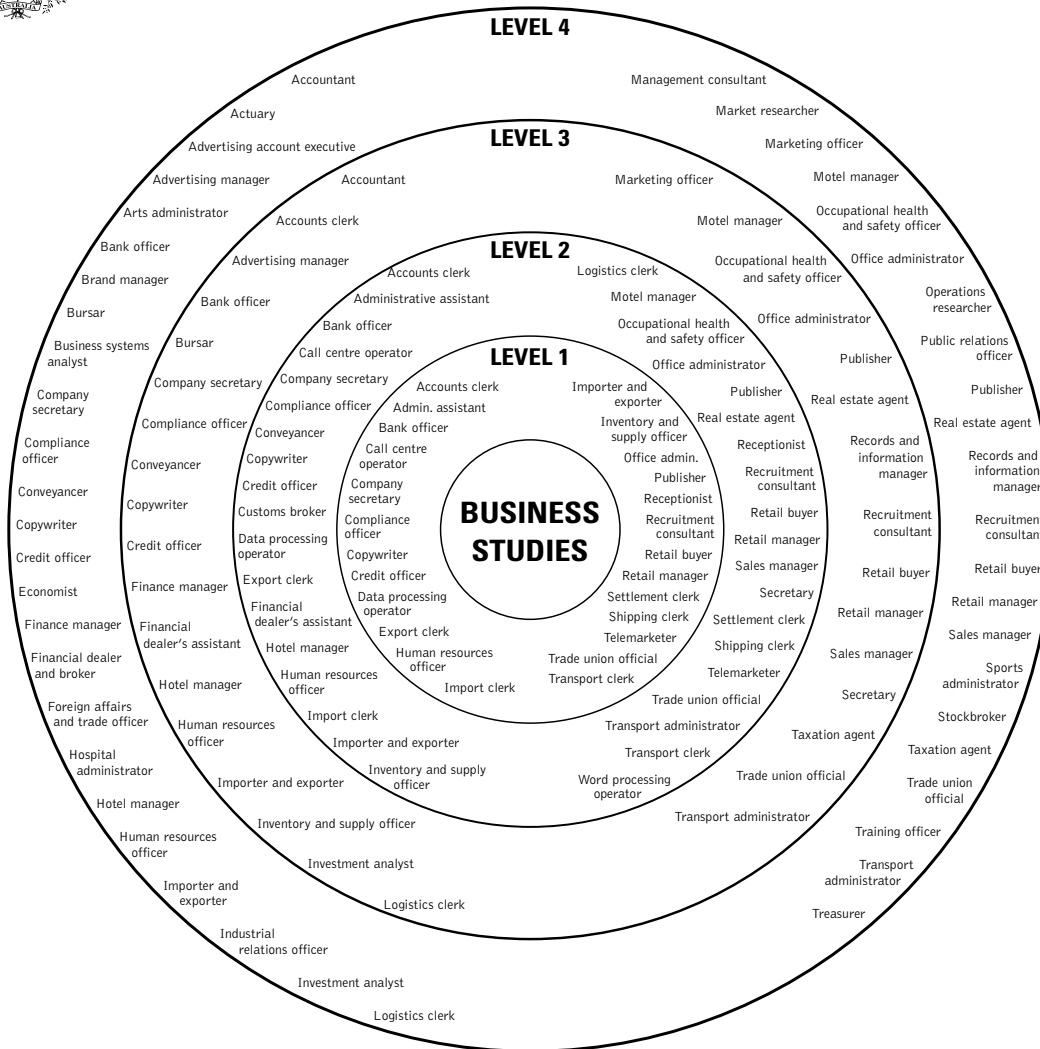 AUSTRALIA
LEVEL 4
Accountant
Actuary
Advertising account executive
Advertising manager
Arts administrator
Bank officer
Brand manager
Bursar
Business systems
analyst
Company
secretary
Compliance
officer
Conveyancer
Copywriter
Credit officer
Economist
Finance manager
Financial dealer
and broker
Foreign affairs
and trade officer
Hospital
administrator
Hotel manager
Human resources
officer
Importer and
exporter
Industrial
relations officer
Investment analyst
Logistics clerk
Management consultant
Market researcher
Marketing officer
Motel manager
Occupational health
and safety officer
Office administrator
Operations
researcher
Public relations
officer
Publisher
Real estate agent
Records and
information
manager
Recruitment
consultant
Retail buyer
Retail manager
Sales manager
Sports
administrator
Stockbroker
Taxation agent
Trade union
official
Training officer
Transport
administrator
Treasurer
LEVEL 3
Accountant
Accounts clerk
Advertising manager
Bank officer
Bursar
Company secretary
Compliance officer
Conveyancer
Copywriter
Credit officer
Finance manager
Financial
dealer's assistant
Hotel manager
Human resources
officer
Importer and exporter
Inventory and supply officer
Investment analyst
Logistics clerk
Marketing officer
Motel manager
Occupational health
and safety officer
Office administrator
Publisher
Real estate agent
Records and
information
manager
Recruitment
consultant
Retail buyer
Retail manager
Sales manager
Secretary
Taxation agent
Trade union official
Transport administrator
LEVEL 2
Accounts clerk
Administrative assistant
Bank officer
Call centre operator
Company secretary
Compliance officer
Conveyancer
Copywriter
Credit officer
Customs broker
Data processing
operator
Export clerk
Financial
dealer's assistant
Hotel manager
Human resources
officer
Import clerk
Importer and exporter
Inventory and supply
officer
Logistics clerk
Motel manager
Occupational health
and safety officer
Office administrator
Publisher
Real estate agent
Receptionist
Recruitment
consultant
Retail buyer
Retail manager
Sales manager
Secretary
Settlement clerk
Shipping clerk
Telemarketer
Trade union official
Transport administrator
Transport clerk
Word processing
operator
LEVEL 1
Accounts clerk
Admin. assistant
Bank officer
Call centre
operator
Company
secretary
Compliance
officer
Copywriter
Credit officer
Data processing
operator
Export clerk
Human resources
officer
Import clerk
Importer and
exporter
Inventory and
supply officer
Office admin.
Publisher
Receptionist
Recruitment
consultant
Retail buyer
Retail manager
Settlement clerk
Shipping clerk
Telemarketer
Trade union official
Transport clerk
BUSINESS
STUDIES